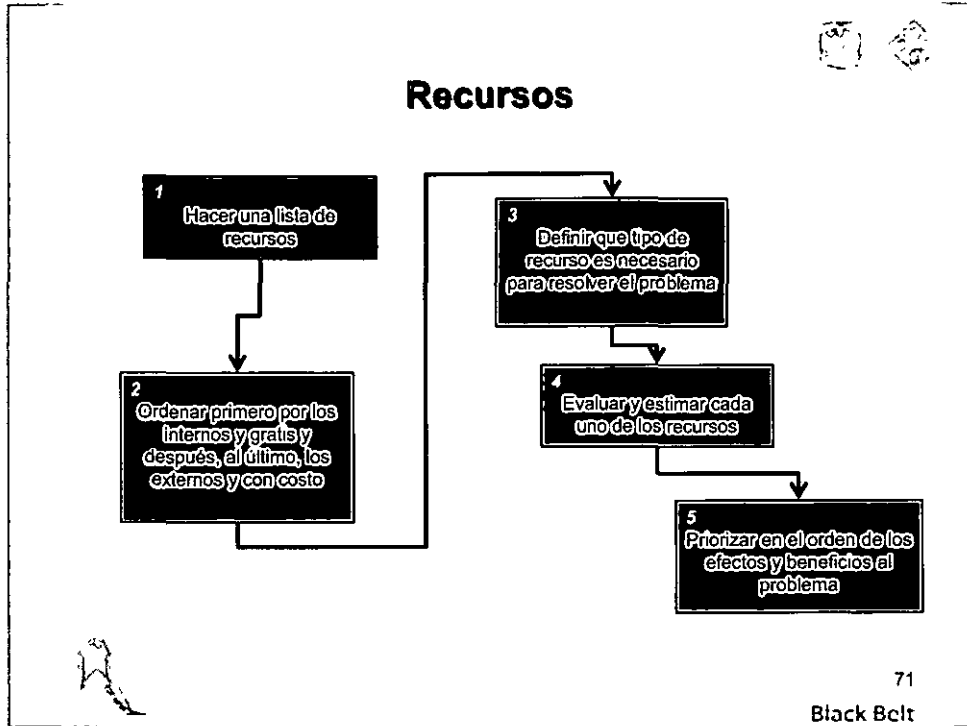 Recursos
1
Hacer una lista de
recursos
2
Ordenar primero por los
internos y gratis y
después, al último, los
externos y con costo
3
Definir que tipo de
recurso es necesario
para resolver el problema
4
Evaluar y estimar cada
uno de los recursos
5
Priorizar en el orden de los
efectos y beneficios al
problema
71
Black Belt